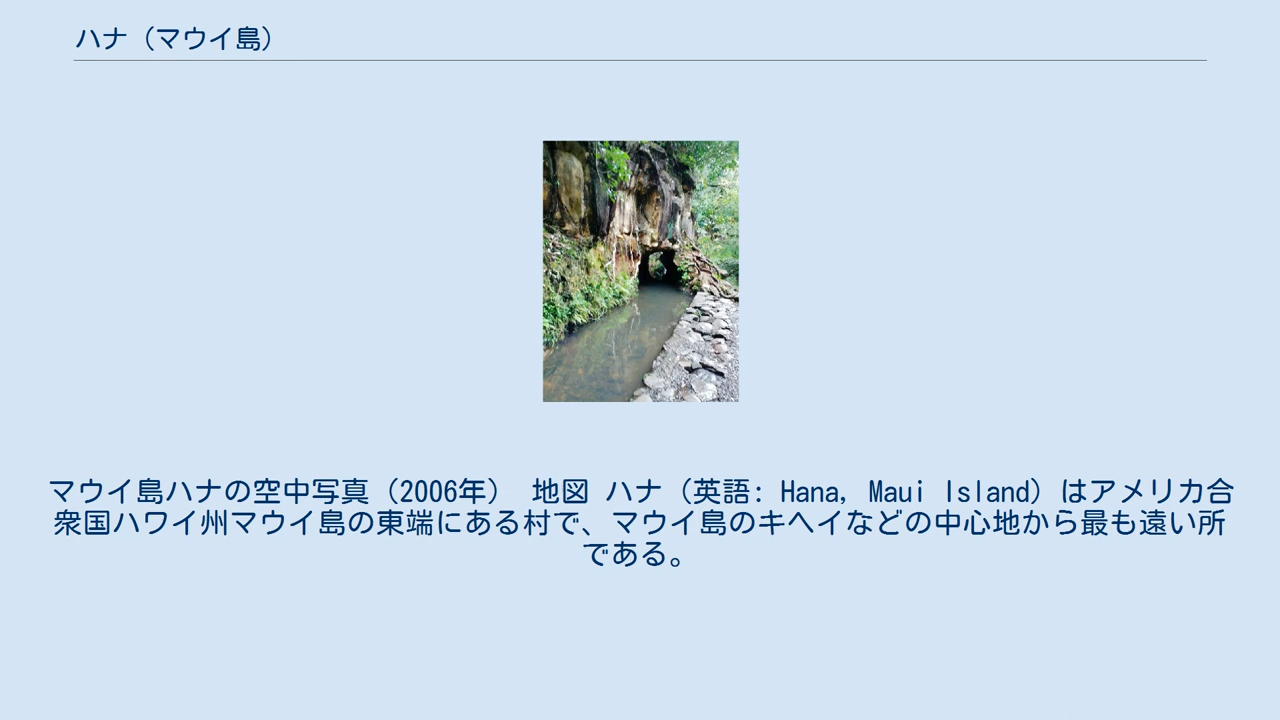 ハナ（マウイ島）
マウイ島ハナの空中写真（2006年） 地図 ハナ（英語: Hana, Maui Island）はアメリカ合
衆国ハワイ州マウイ島の東端にある村で、マウイ島のキヘイなどの中心地から最も遠い所
である。